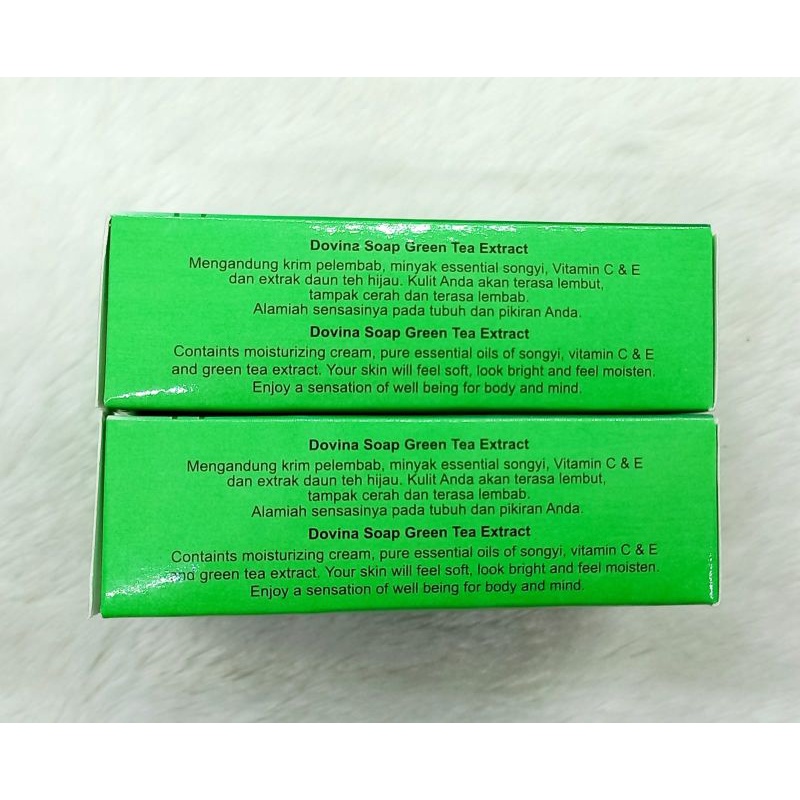 Dovina Soap Green Tea Extract
Mengandung krim pelembab, minyak essential songyi, Vitamin C & E
dan extrak daun teh hijau. Kulit Anda akan terasa lembut,
tampak cerah dan terasa lembab.
Alamiah sensasinya pada tubuh dan pikiran Anda.
Dovina Soap Green Tea Extract
Containts moisturizing cream, pure essential oils of songyi, vitamin C & E
and green tea extract. Your skin will feel soft, look bright and feel moisten.
Enjoy a sensation of well being for body and mind.
Dovina Soap Green Tea Extract
Mengandung krim pelembab, minyak essential songyi, Vitamin C & E
dan extrak daun teh hijau. Kulit Anda akan terasa lembut,
tampak cerah dan terasa lembab.
Alamiah sensasinya pada tubuh dan pikiran Anda.
Dovina Soap Green Tea Extract
Containts moisturizing cream, pure essential oils of songyi, vitamin C & E
and green tea extract. Your skin will feel soft, look bright and feel moisten.
Enjoy a sensation of well being for body and mind.